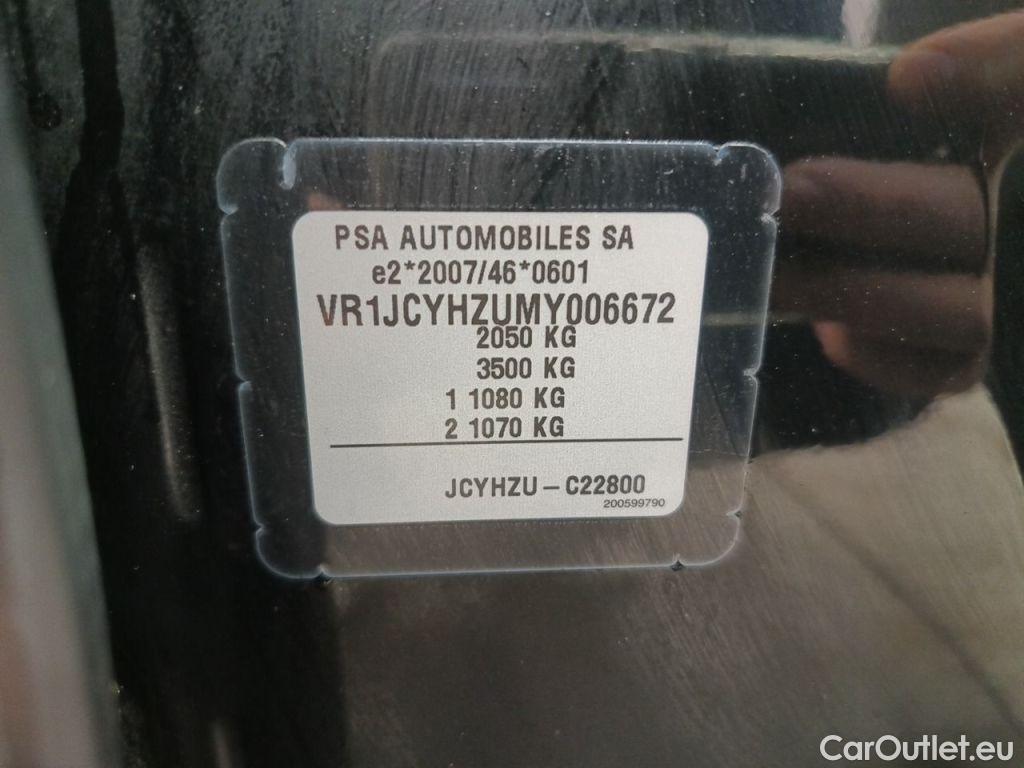 PSA AUTOMOBILES SA
e2*2007/46*0601
VR1JCYHZUMY006672
2050 KG
3500 KG
1 1080 KG
2 1070 KG
JCYHZU – C22800
200599790
CarOutlet.eu